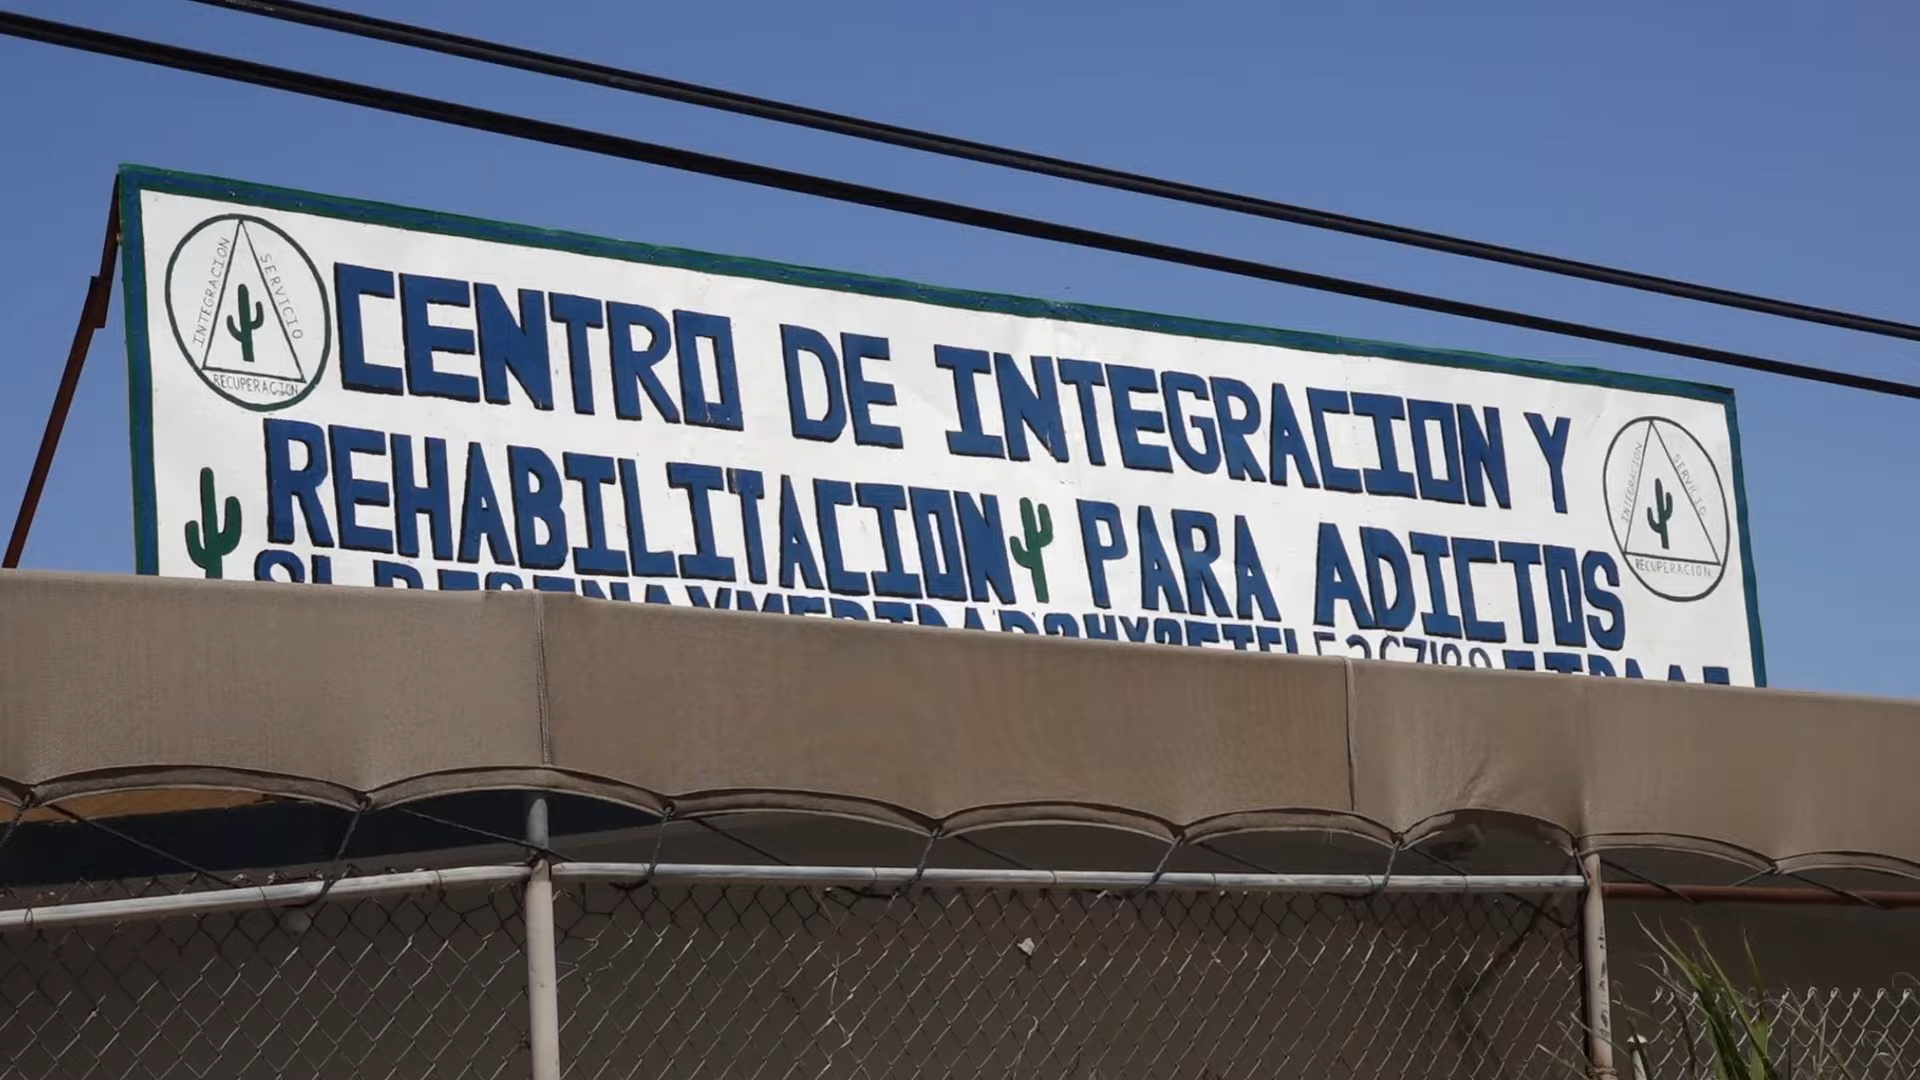 INTEGRACION
SERVICIO
RECUPERACION
CENTRO DE INTEGRACION Y
REHABILITACION PARA ADICTOS
INTEGRACION
SERVICIO
RECUPERACION